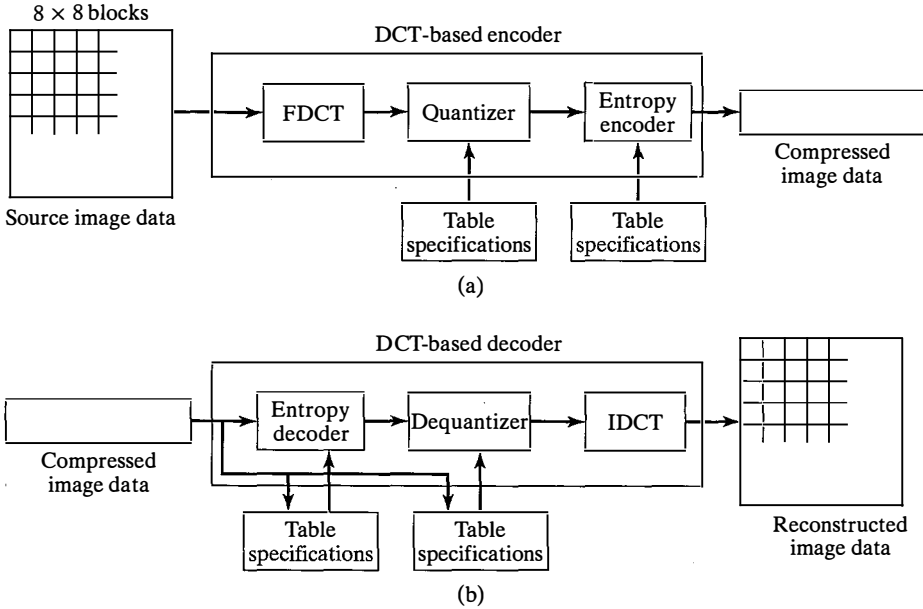 8 × 8 blocks
DCT-based encoder
FDCT
Quantizer
Entropy
encoder
Compressed
image data
Source image data
Table
specifications
Table
specifications
(a)
DCT-based decoder
Entropy
decoder
Dequantizer
IDCT
Compressed
image data
Table
specifications
Table
specifications
Reconstructed
image data
(b)